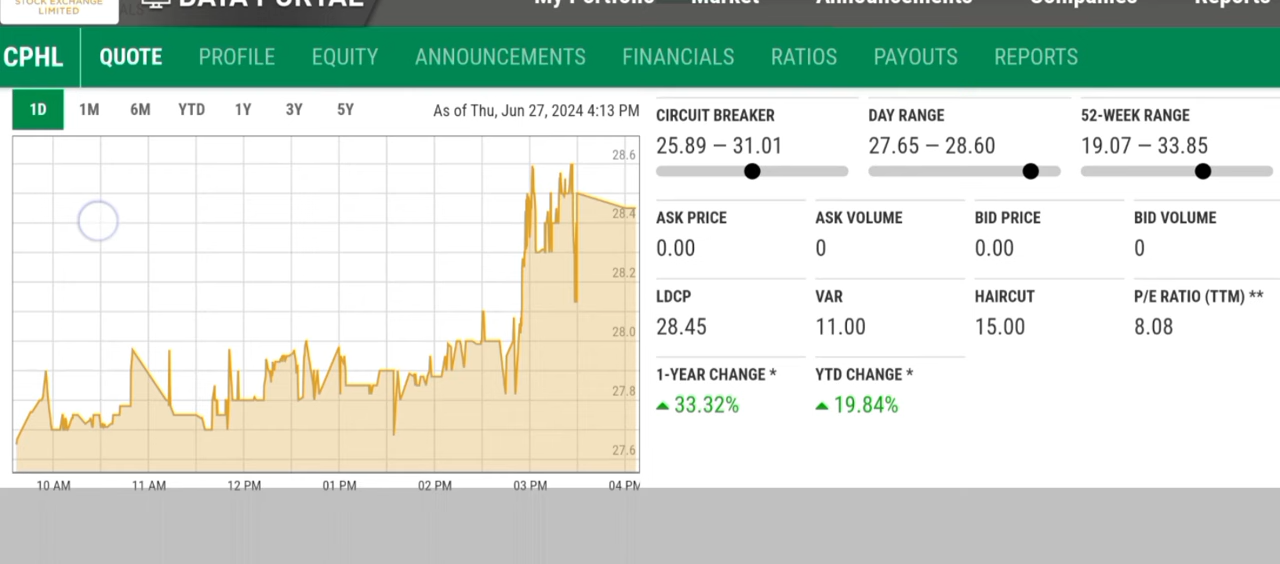 STOCK EXCHANGE
LIMITED
DATA PORTAL
My Portfolio
Market
Announcements
Companies
Reports
CPHL
QUOTE
PROFILE
EQUITY
ANNOUNCEMENTS
FINANCIALS
RATIOS
PAYOUTS
REPORTS
1D
1M
6M
YTD
1Y
3Y
5Y
As of Thu, Jun 27, 2024 4:13 PM
28.6
28.4
28.2
28.0
27.8
27.6
10 AM
11 AM
12 PM
01 PM
02 PM
03 PM
04 PM
CIRCUIT BREAKER
25.89 — 31.01
DAY RANGE
27.65 — 28.60
52-WEEK RANGE
19.07 — 33.85
ASK PRICE
0.00
ASK VOLUME
0
BID PRICE
0.00
BID VOLUME
0
LDCP
28.45
VAR
11.00
HAIRCUT
15.00
P/E RATIO (TTM) **
8.08
1-YEAR CHANGE *
33.32%
YTD CHANGE *
19.84%